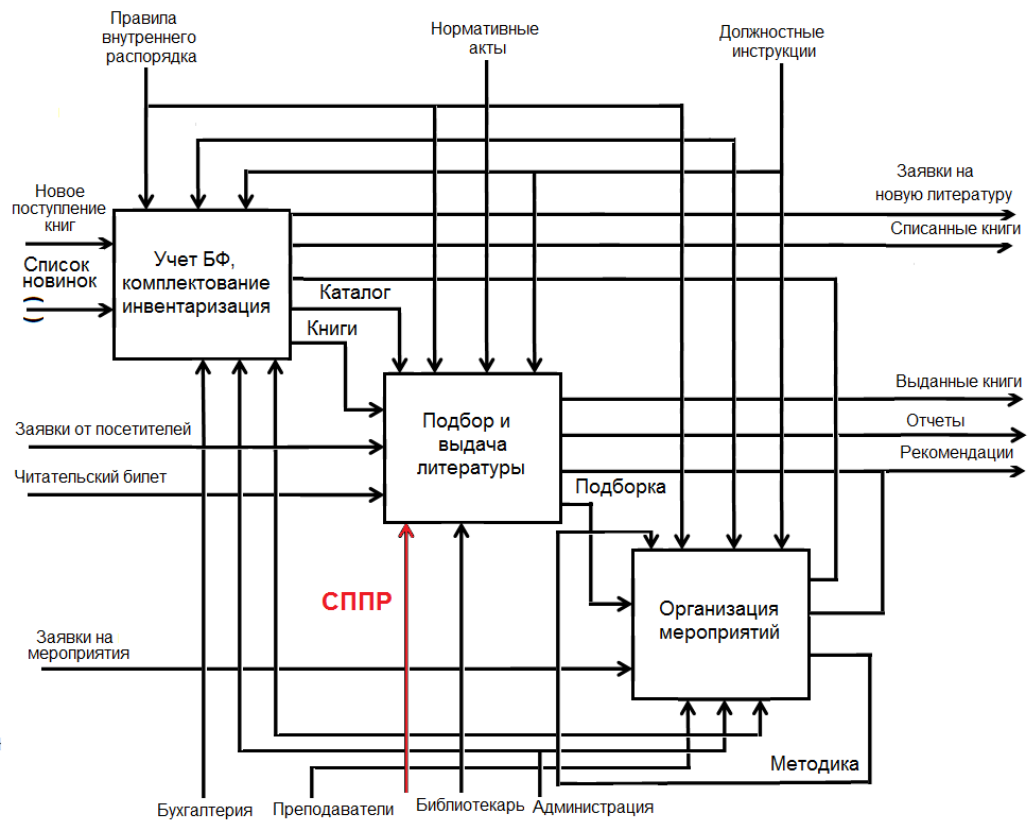 Правила
внутреннего
распорядка
Нормативные
акты
Должностные
инструкции
Новое
поступление
книг
Список
новинок
Учет БФ,
комплектование
инвентаризация
Заявки на
новую литературу
Списанные книги
Каталог
Книги
Подбор и
выдача
литературы
Выданные книги
Отчеты
Рекомендации
Заявки от посетителей
Читательский билет
Подборка
СППР
Организация
мероприятий
Заявки на
мероприятия
Методика
Бухгалтерия
Преподаватели
Библиотекарь
Администрация